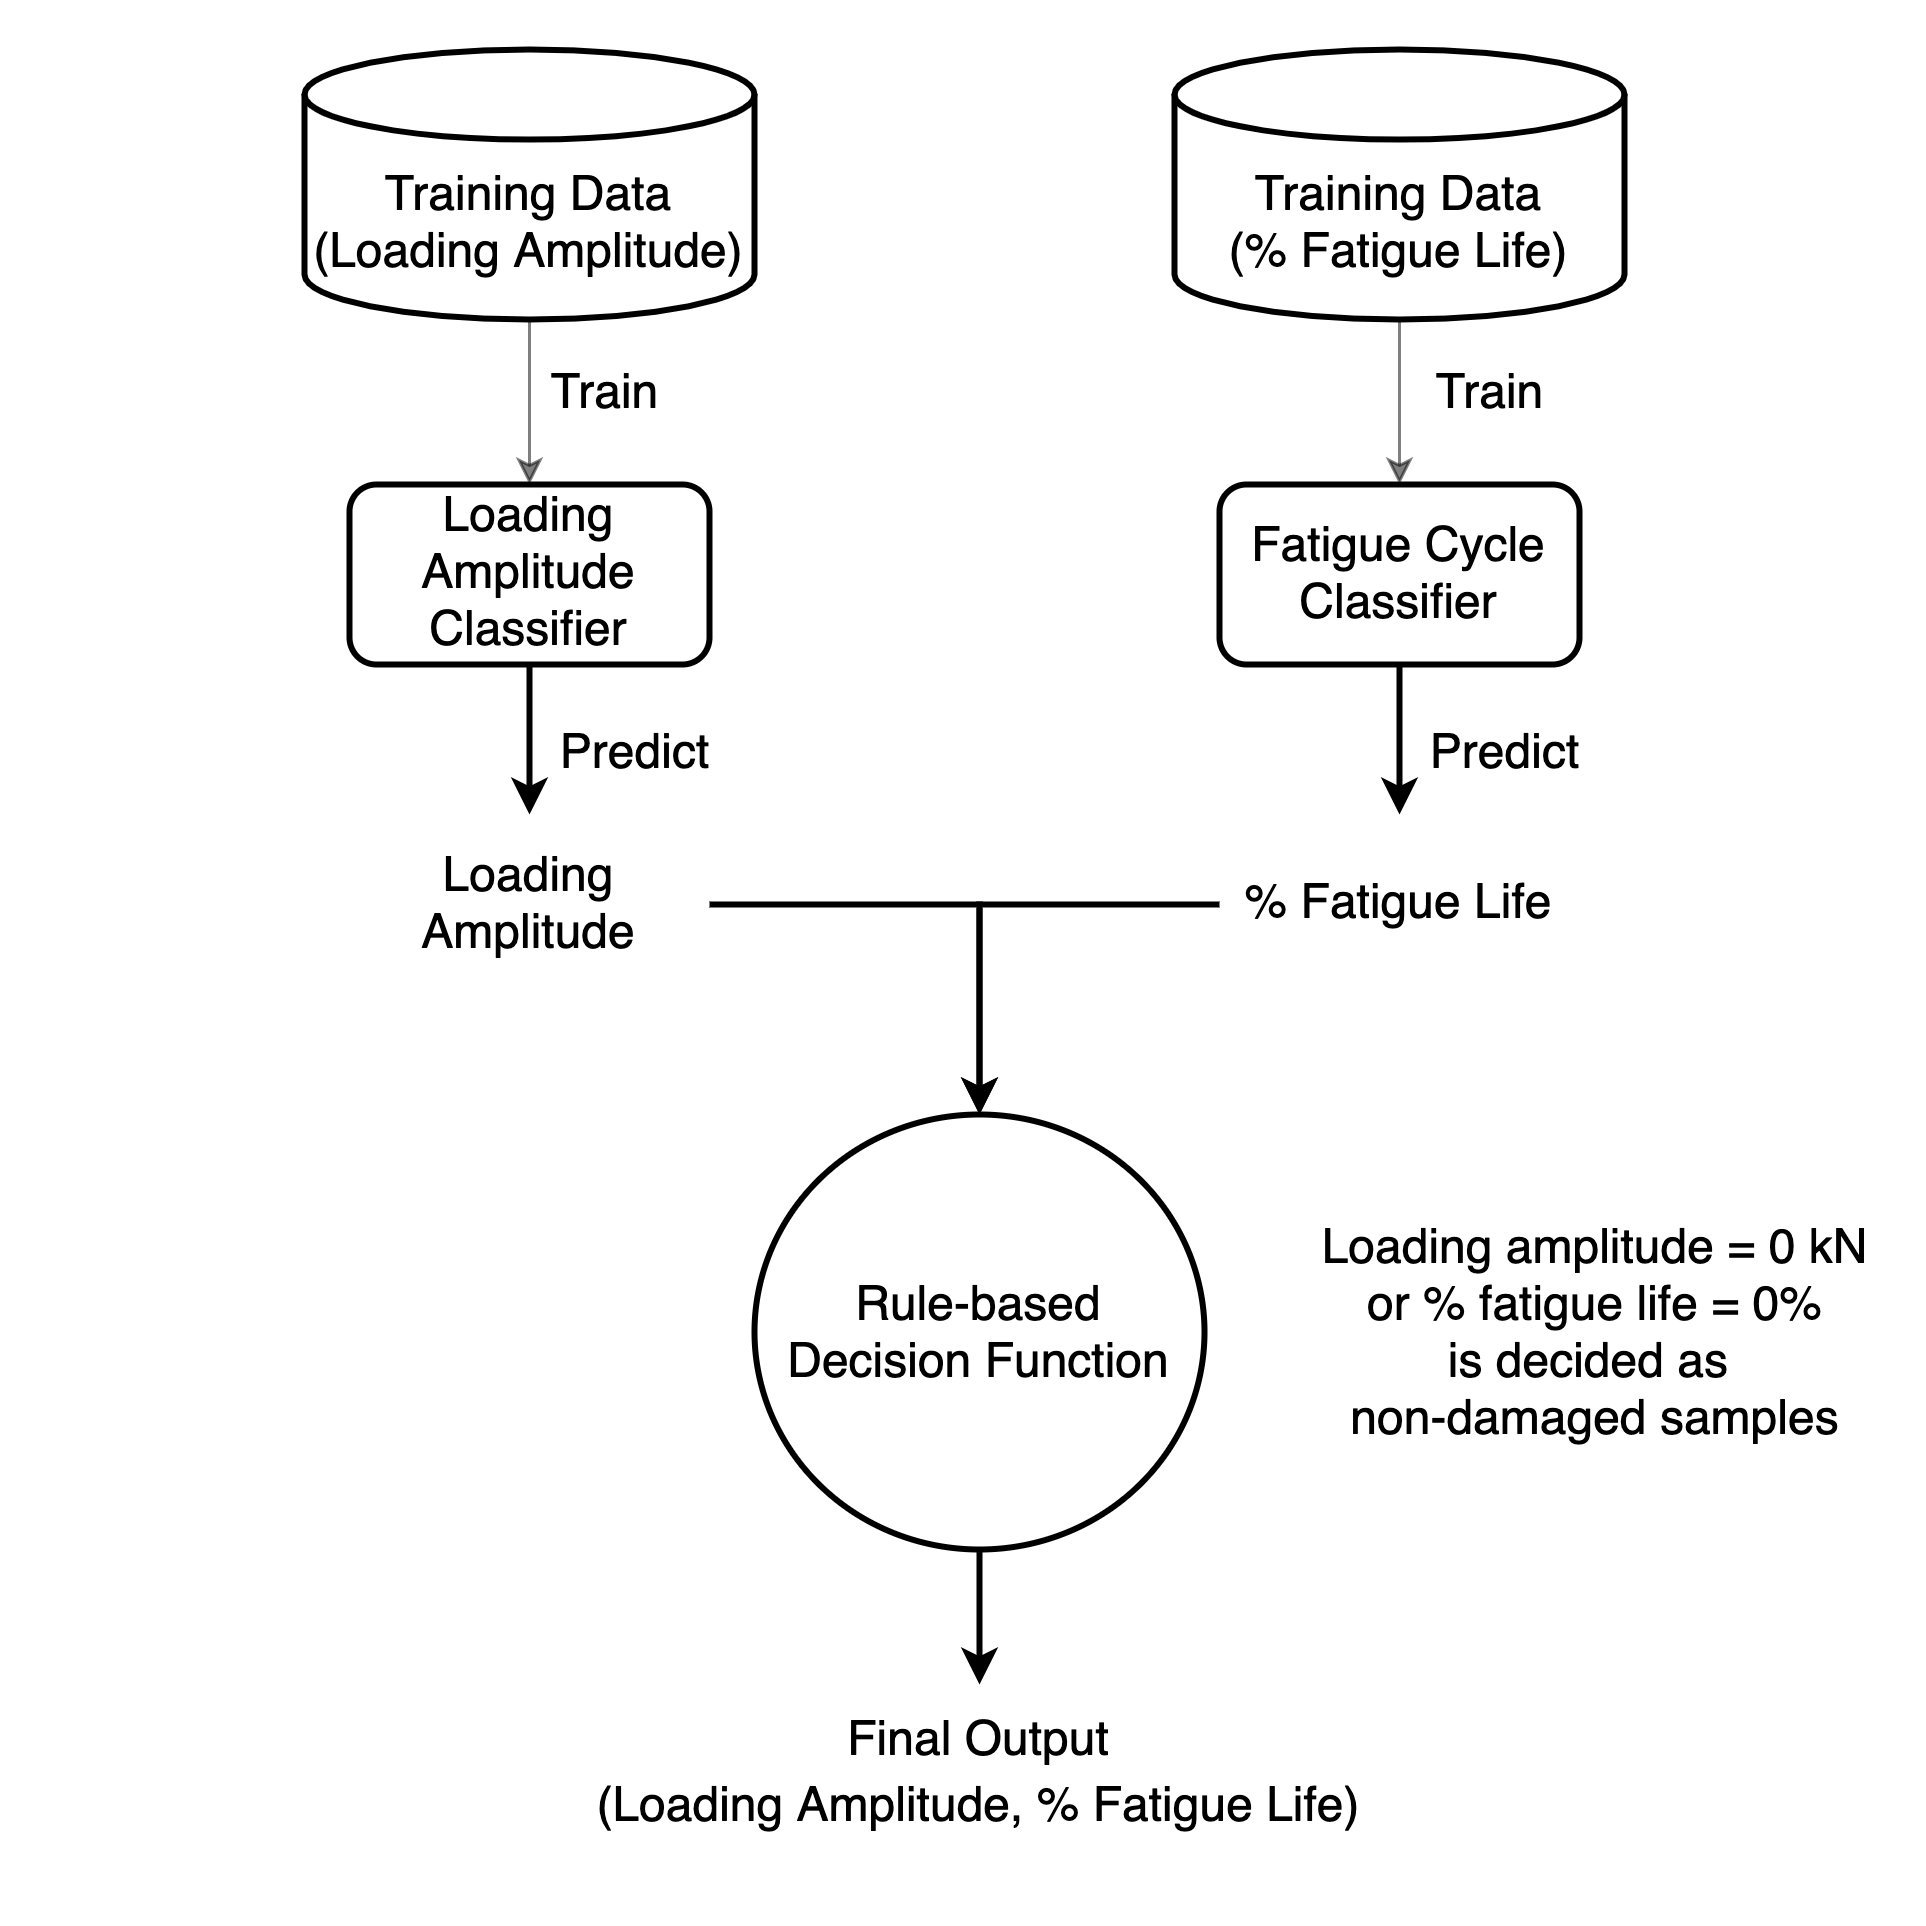 Training Data
(Loading Amplitude)
Training Data
(% Fatigue Life)
Train
Train
Loading
Amplitude
Classifier
Fatigue Cycle
Classifier
Predict
Predict
Loading
Amplitude
% Fatigue Life
Rule-based
Decision Function
Loading amplitude = 0 kN
or % fatigue life = 0%
is decided as
non-damaged samples
Final Output
(Loading Amplitude, % Fatigue Life)